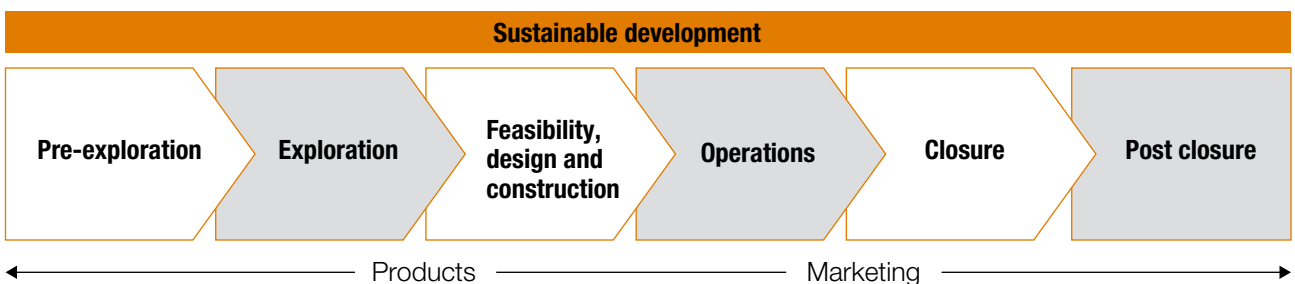 Sustainable development
Pre-exploration
Exploration
Feasibility,
design and
construction
Operations
Closure
Post closure
Products
Marketing